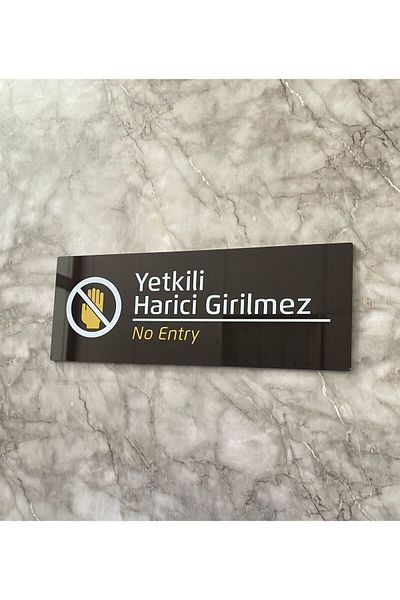 Yetkili
Harici Girilmez
No Entry